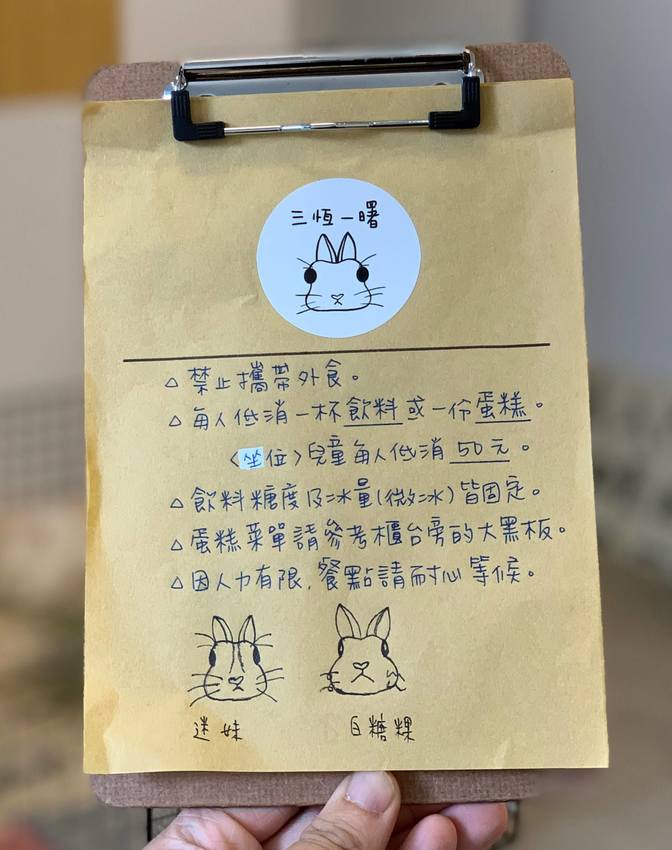 三恆一曙
△ 禁止攜帶外食。
△ 每人低消一杯飲料或一份蛋糕。
〈坐位〉兒童每人低消 50元。
△ 飲料糖度及冰量(微冰)皆固定。
△ 蛋糕菜單請參考櫃台旁的大黑板。
△ 因人力有限,餐點請耐心等候。
迷妹 白糖粿